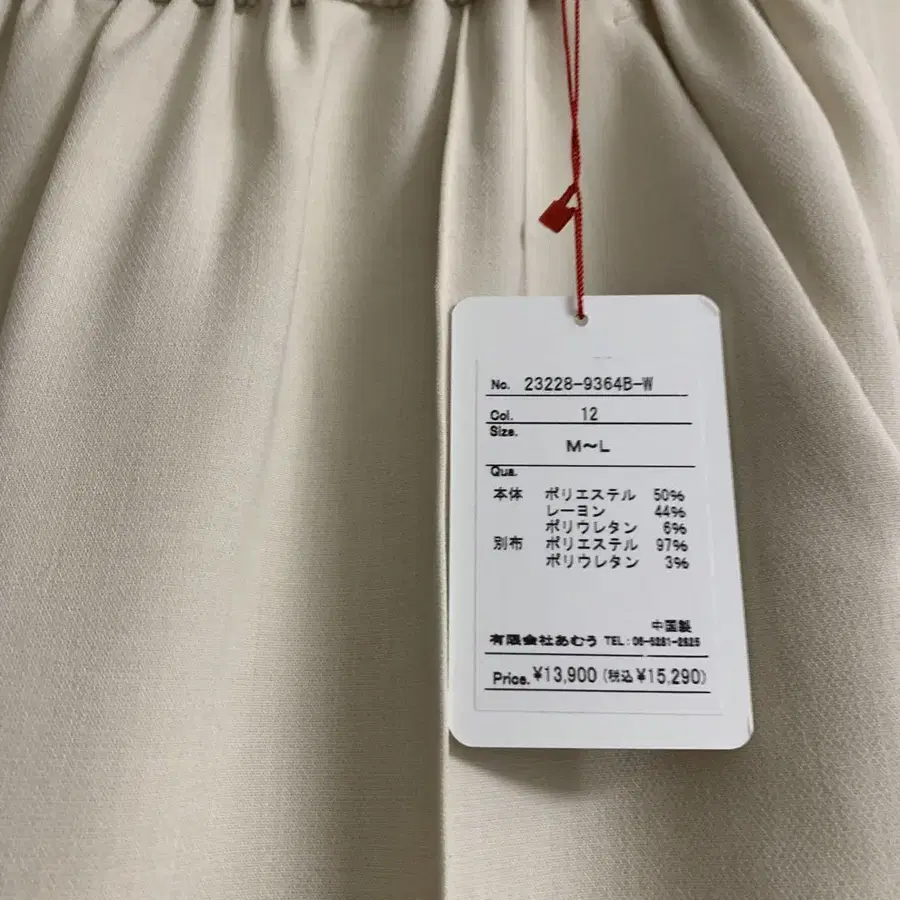 No. 23228-9364B-W
Col. 12
Size.
M～L
Qua.
本体 ポリエステル 50%
レーヨン 44%
ポリウレタン 6%
別布 ポリエステル 97%
ポリウレタン 3%
中国製
有限会社あむう TEL:06-6281-2625
Price. ¥13,900 (税込¥15,290)